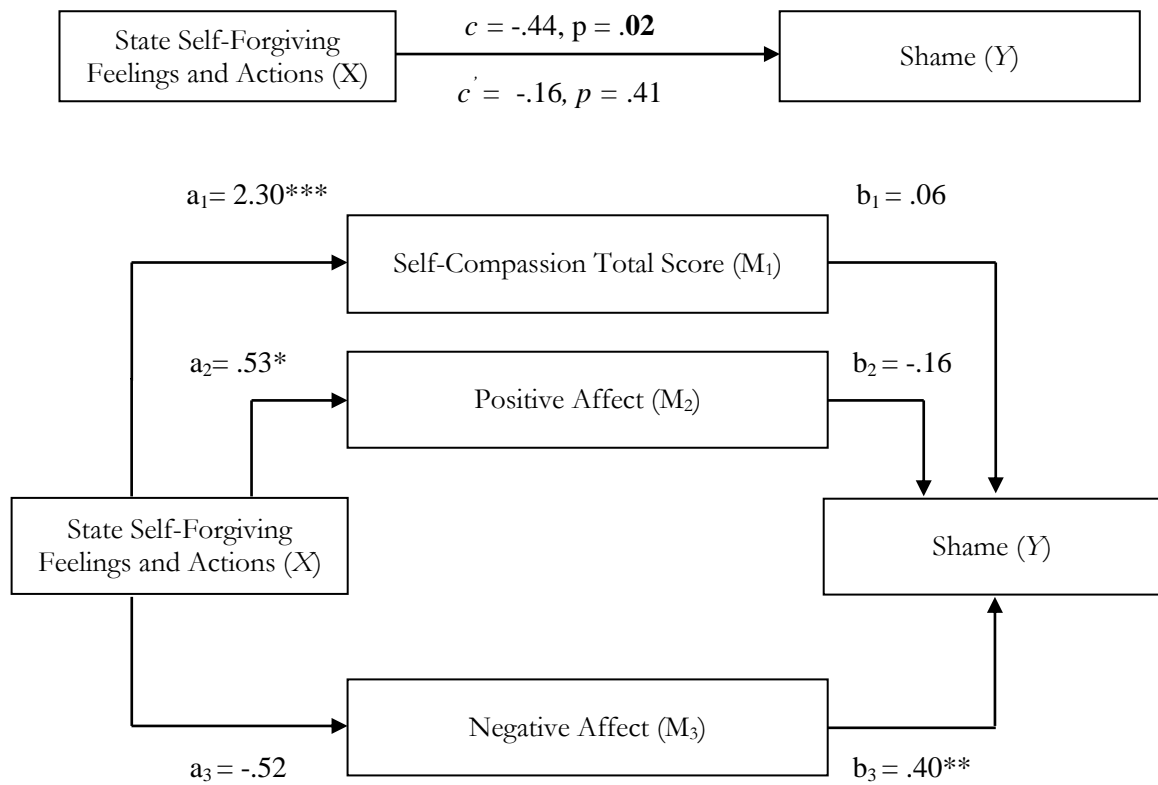 State Self-Forgiving
Feelings and Actions (X)
c = -.44, p = .02
c' = -.16, p = .41
Shame (Y)
a₁= 2.30***
b₁ = .06
Self-Compassion Total Score (M₁)
a₂= .53*
b₂ = -.16
Positive Affect (M₂)
State Self-Forgiving
Feelings and Actions (X)
Shame (Y)
Negative Affect (M₃)
a₃ = -.52
b₃ = .40**